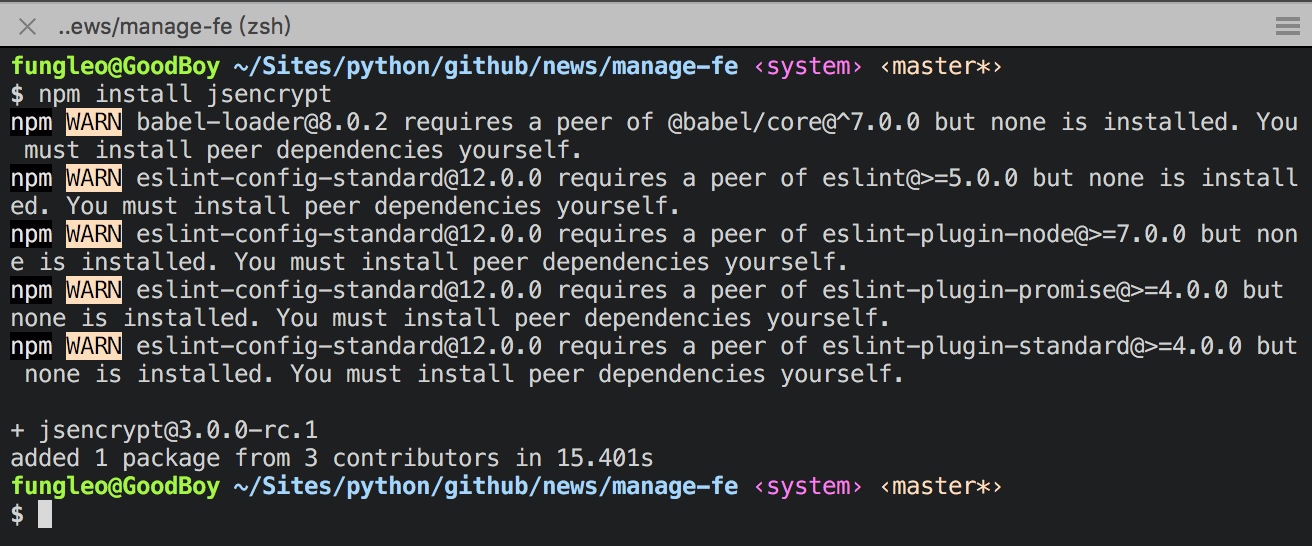 ..ews/manage-fe (zsh)
fungleo@GoodBoy ~/Sites/python/github/news/manage-fe ‹system› ‹master*›
$ npm install jsencrypt
npm WARN babel-loader@8.0.2 requires a peer of @babel/core@^7.0.0 but none is installed. You
 must install peer dependencies yourself.
npm WARN eslint-config-standard@12.0.0 requires a peer of eslint@>=5.0.0 but none is install
ed. You must install peer dependencies yourself.
npm WARN eslint-config-standard@12.0.0 requires a peer of eslint-plugin-node@>=7.0.0 but non
e is installed. You must install peer dependencies yourself.
npm WARN eslint-config-standard@12.0.0 requires a peer of eslint-plugin-promise@>=4.0.0 but
none is installed. You must install peer dependencies yourself.
npm WARN eslint-config-standard@12.0.0 requires a peer of eslint-plugin-standard@>=4.0.0 but
 none is installed. You must install peer dependencies yourself.
+ jsencrypt@3.0.0-rc.1
added 1 package from 3 contributors in 15.401s
fungleo@GoodBoy ~/Sites/python/github/news/manage-fe ‹system› ‹master*›
$